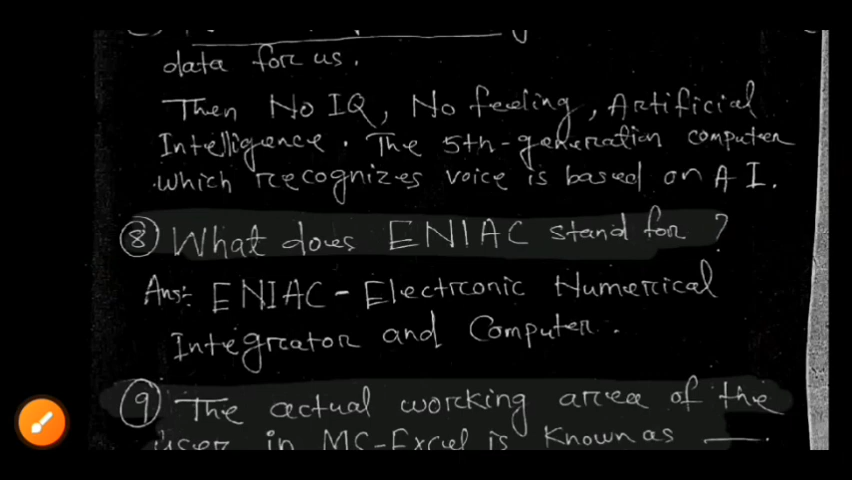 data for us.
Then No IQ, No feeling, Artificial
Intelligence. The 5th-generation computer
which recognizes voice is based on A I.
⑧ What does ENIAC stand for ?
Ans: ENIAC - Electronic Numerical
Integrator and Computer.
⑨ The actual working area of the
user in MC-Excel is known as —.